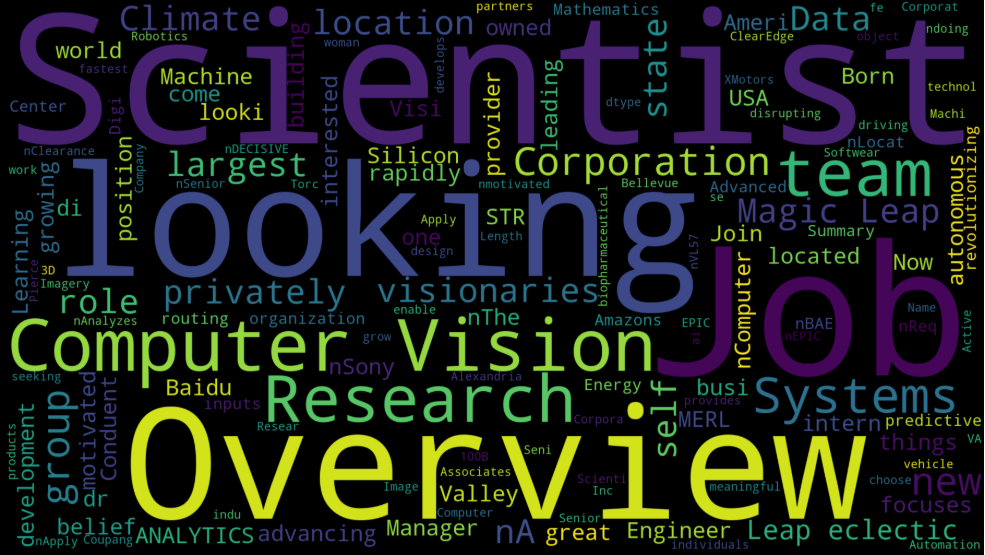 Climate location owned Mathematics partners Ameri Data fe Corporat
Robotics woman ClearEdge ndoing
Scientist
world fastest building develops object
Machine come looki interested Visi provider leading state XMotors USA Born technol
Center Digi dtype disrupting driving Machi
nClearance nDECISIVE Silicon Softwear nLocat
largest rapidly Corporation team autonomous revolutionizing
work growing Company position nSenior Torc nmotivated Bellevue Advanced
looking
di Apply STR biopharmaceutical se Magic Leap
Learning one design Length Join Summary
3D Pierce Imagery nVL57 located Now
role privately visionaries Job
nAnalyzes routing organization enable nThe Amazons EPIC nComputer nBAE Name nReq Active
grow ai nEPIC
Computer Vision
seeking nSony Alexandria Energy
Baidu inputs Research self busi Systems
group motivated Conduent Corpora MERL provides intern predictive
products development Resear things VA
Overview
dr Associates 100B Seni Scienti vehicle
Image Valley Inc meaningful choose new focuses
belief indu Computer Senior
nApply Coupang ANALYTICS advancing Manager nA great Engineer individuals Leap eclectic Automation